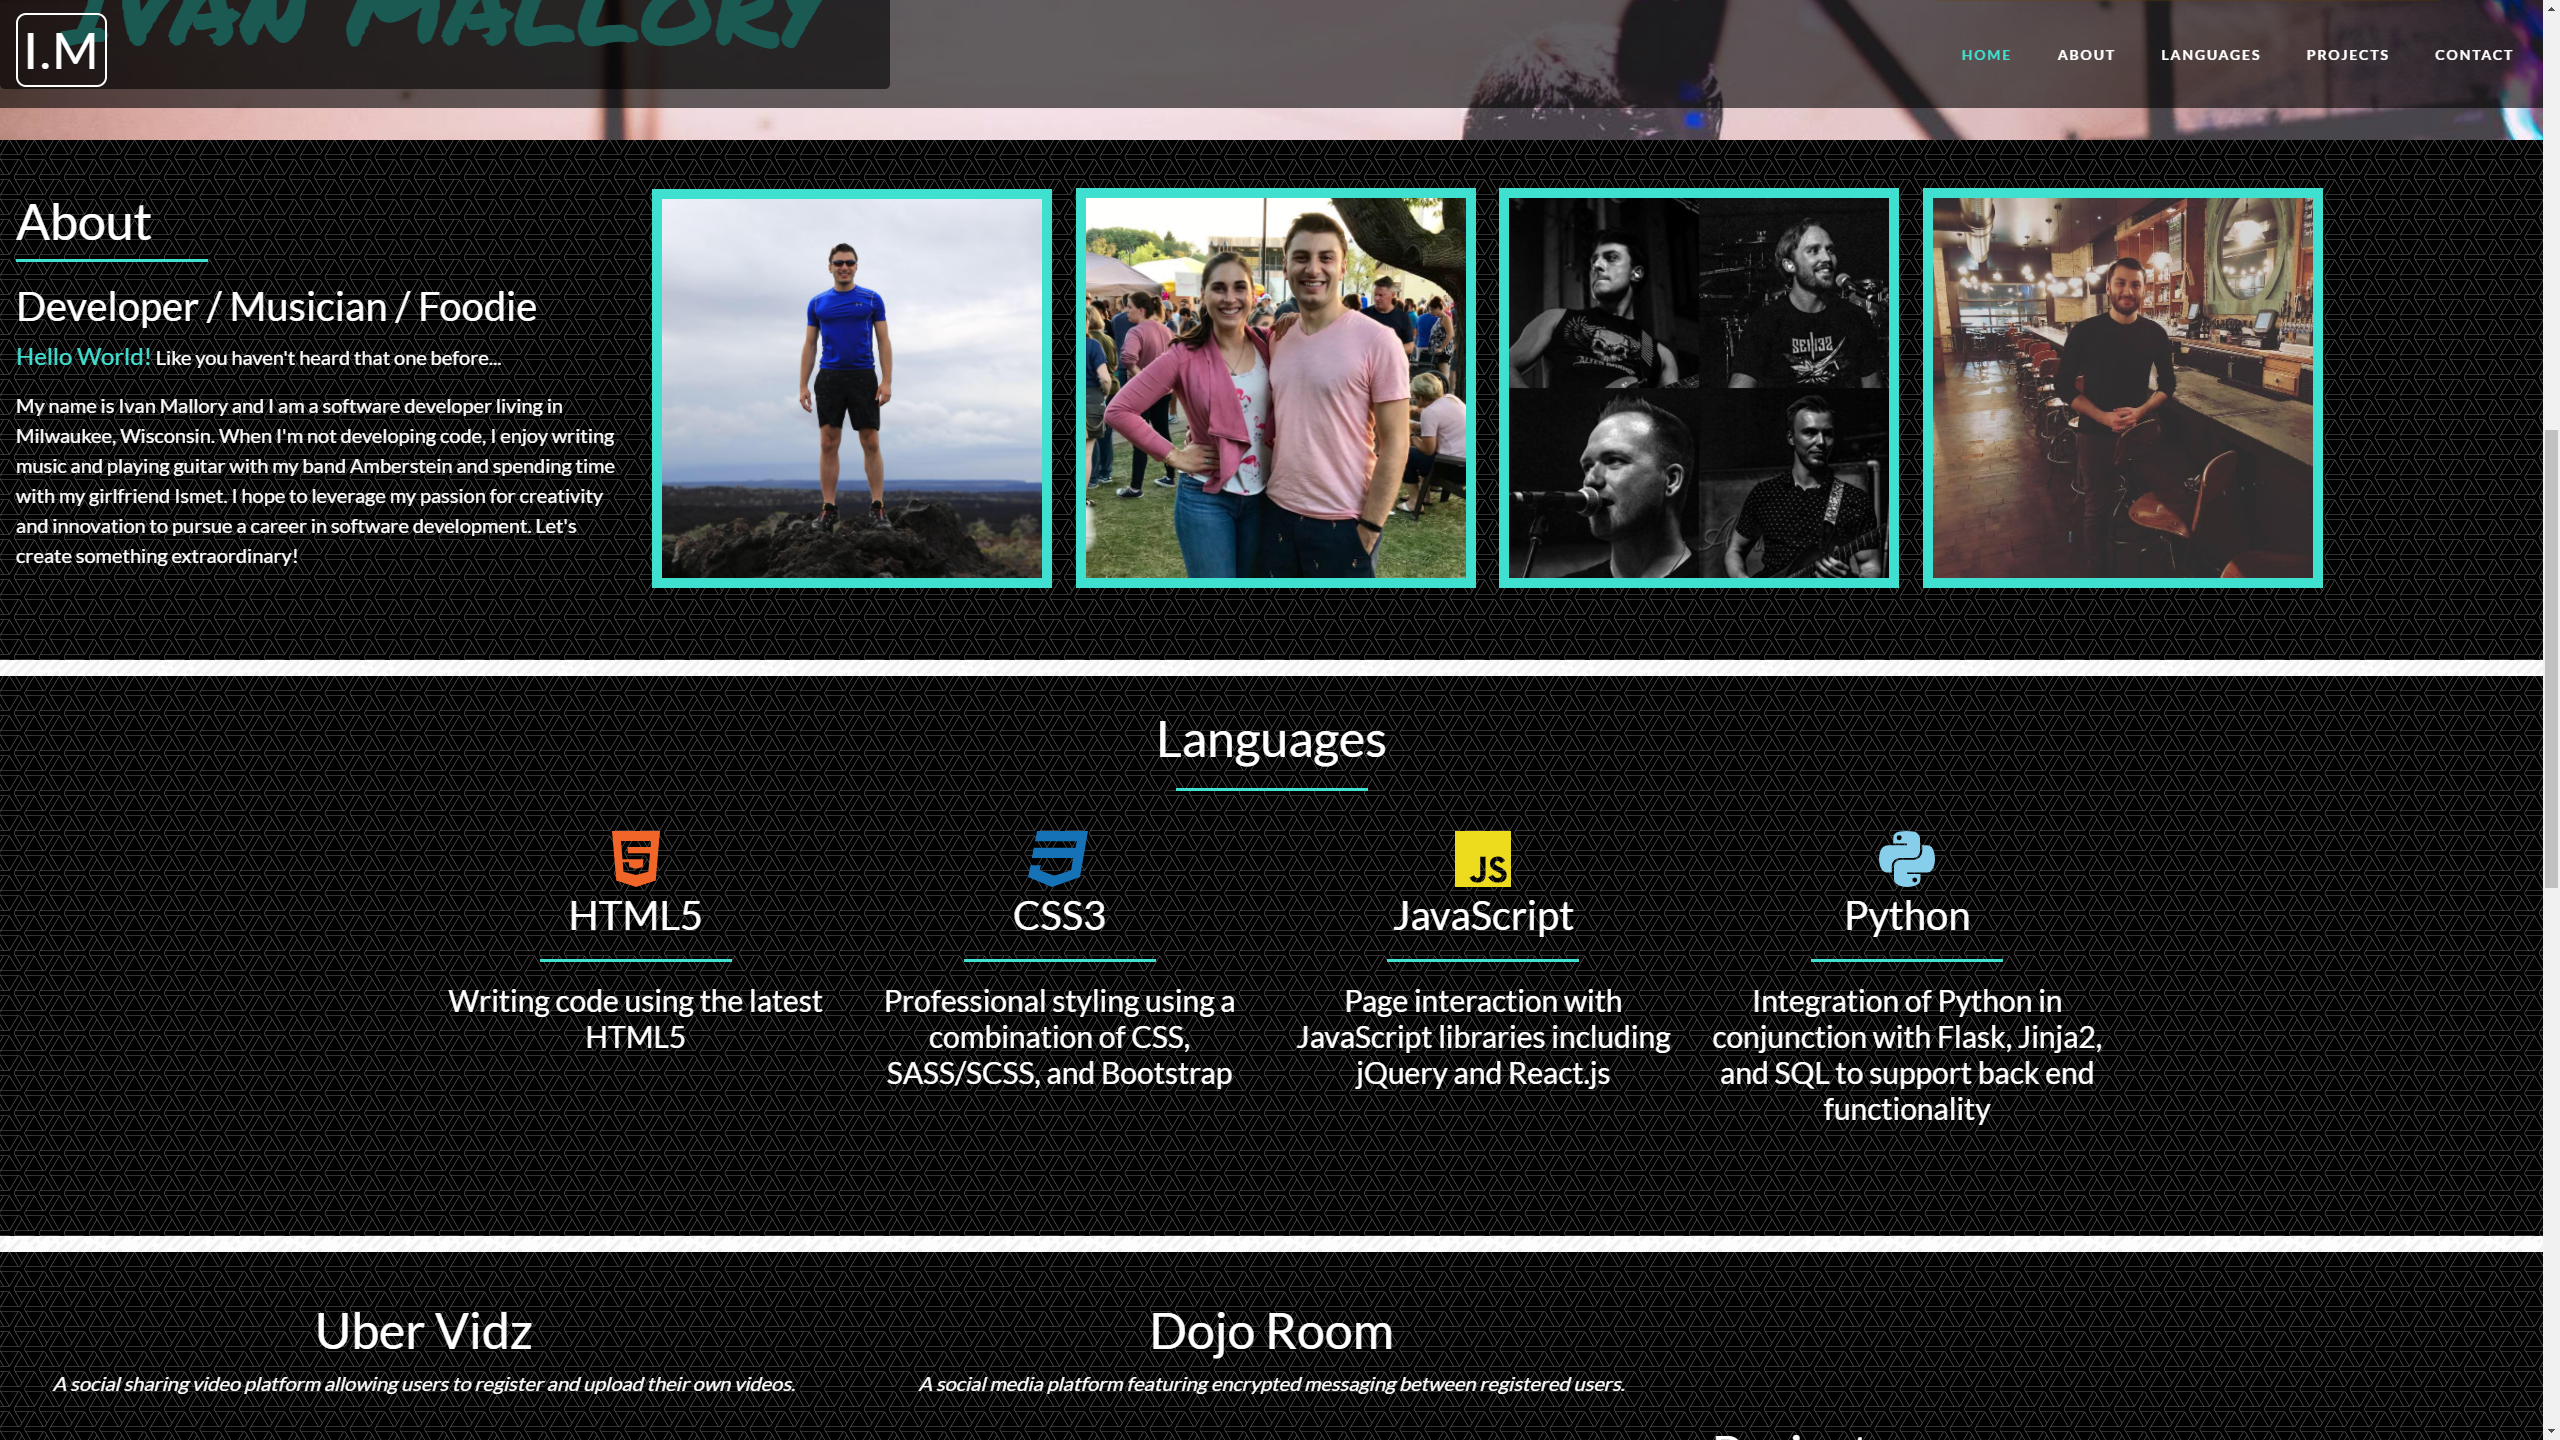 Ivan Mallory
I.M
HOME ABOUT LANGUAGES PROJECTS CONTACT
About
Developer / Musician / Foodie
Hello World! Like you haven't heard that one before...
My name is Ivan Mallory and I am a software developer living in
Milwaukee, Wisconsin. When I'm not developing code, I enjoy writing
music and playing guitar with my band Amberstein and spending time
with my girlfriend Ismet. I hope to leverage my passion for creativity
and innovation to pursue a career in software development. Let's
create something extraordinary!
Languages
HTML5
Writing code using the latest
HTML5
CSS3
Professional styling using a
combination of CSS,
SASS/SCSS, and Bootstrap
JS
JavaScript
Page interaction with
JavaScript libraries including
jQuery and React.js
Python
Integration of Python in
conjunction with Flask, Jinja2,
and SQL to support back end
functionality
Uber Vidz
A social sharing video platform allowing users to register and upload their own videos.
Dojo Room
A social media platform featuring encrypted messaging between registered users.